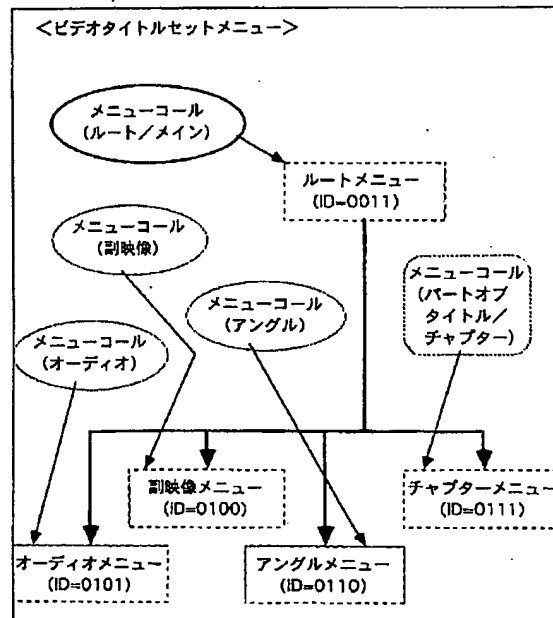 ＜ビデオタイトルセットメニュー＞
メニューコール
(ルート／メイン)
ルートメニュー
(ID=0011)
メニューコール
(副映像)
メニューコール
(アングル)
メニューコール
(パートオブ
タイトル／
チャプター)
メニューコール
(オーディオ)
副映像メニュー
(ID=0100)
チャプターメニュー
(ID=0111)
オーディオメニュー
(ID=0101)
アングルメニュー
(ID=0110)